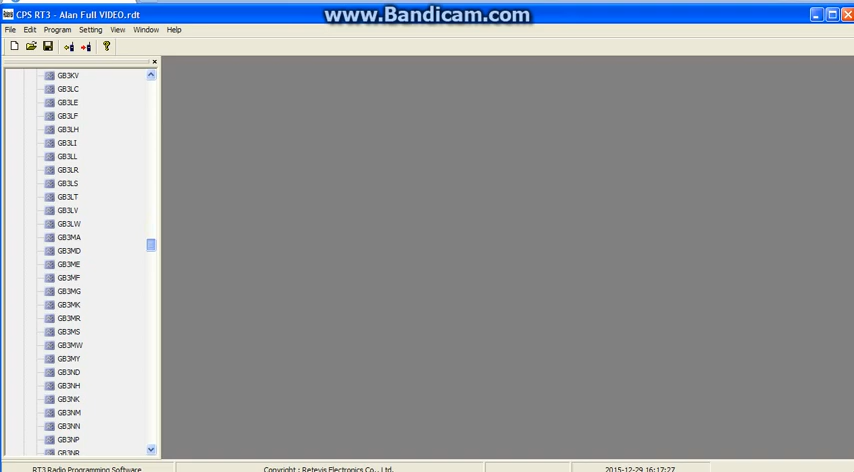 CPS RT3 - Alan Full VIDEO.rdt
www.Bandicam.com
File Edit Program Setting View Window Help
GB3KV
GB3LC
GB3LE
GB3LF
GB3LH
GB3LI
GB3LL
GB3LR
GB3LS
GB3LT
GB3LV
GB3LW
GB3MA
GB3MD
GB3ME
GB3MF
GB3MG
GB3MK
GB3MR
GB3MS
GB3MW
GB3MY
GB3ND
GB3NH
GB3NK
GB3NM
GB3NN
GB3NP
GB3NR
RT3 Radio Programming Software Copyright : Retevis Electronics Co., Ltd. 2015-12-29 16:17:27